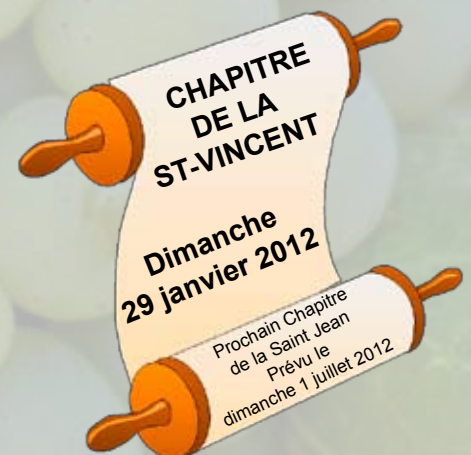 CHAPITRE
DE LA
ST-VINCENT
Dimanche
29 janvier 2012
Prochain Chapitre
de la Saint Jean
Prévu le
dimanche 1 juillet 2012